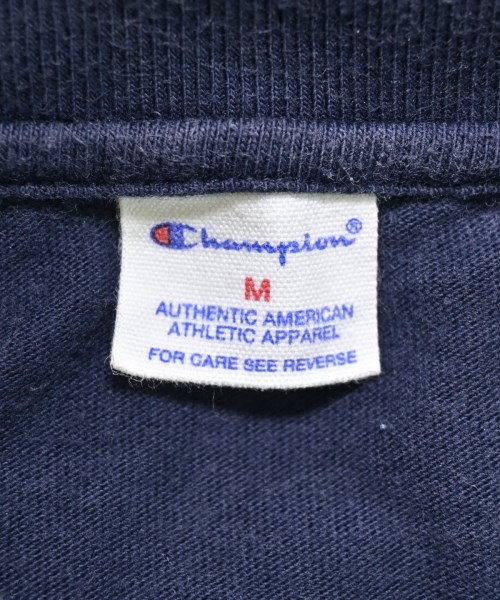 Champion®
M
AUTHENTIC AMERICAN
ATHLETIC APPAREL
FOR CARE SEE REVERSE